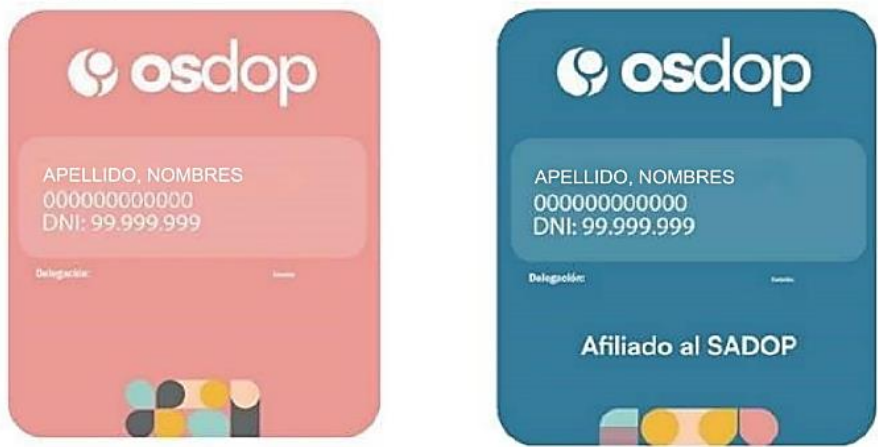 osdop
APELLIDO, NOMBRES
000000000000
DNI: 99.999.999
Delegación:
osdop
APELLIDO, NOMBRES
000000000000
DNI: 99.999.999
Delegación:
Afiliado al SADOP